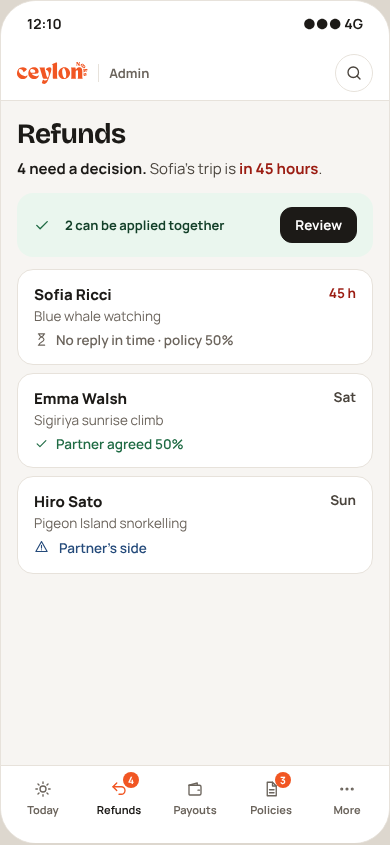 12:10
4G
ceylon
Admin
Refunds
4 need a decision. Sofia's trip is in 45 hours.
2 can be applied together
Review
Sofia Ricci
45 h
Blue whale watching
No reply in time · policy 50%
Emma Walsh
Sat
Sigiriya sunrise climb
Partner agreed 50%
Hiro Sato
Sun
Pigeon Island snorkelling
Partner's side
4
3
Today
Refunds
Payouts
Policies
More